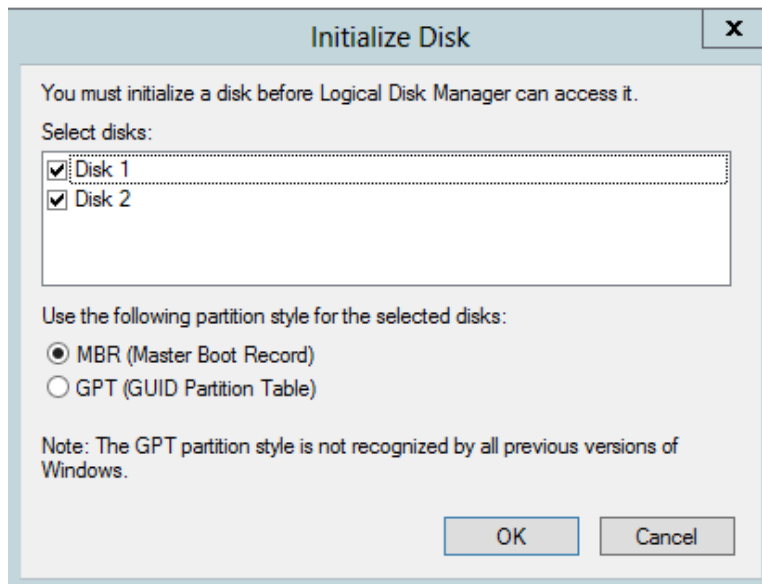 Initialize Disk
x
You must initialize a disk before Logical Disk Manager can access it.
Select disks:
Disk 1
Disk 2
Use the following partition style for the selected disks:
MBR (Master Boot Record)
GPT (GUID Partition Table)
Note: The GPT partition style is not recognized by all previous versions of
Windows.
OK
Cancel